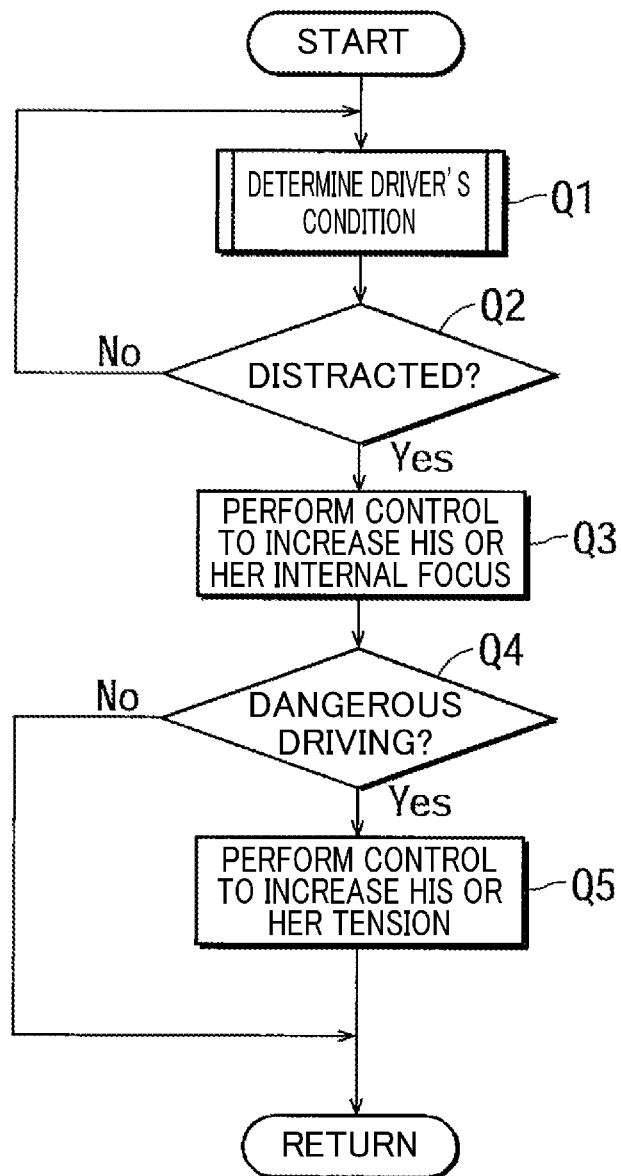 START
DETERMINE DRIVER'S
CONDITION
Q1
Q2
No
DISTRACTED?
Yes
PERFORM CONTROL
TO INCREASE HIS OR
HER INTERNAL FOCUS
Q3
Q4
No
DANGEROUS
DRIVING?
Yes
PERFORM CONTROL
TO INCREASE HIS OR
HER TENSION
Q5
RETURN